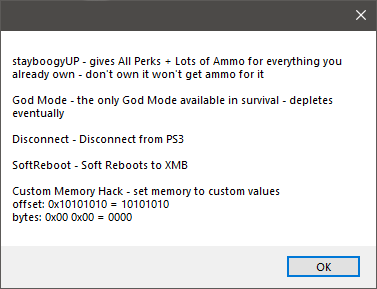 stayboogyUP - gives All Perks + Lots of Ammo for everything you
already own - don't own it won't get ammo for it
God Mode - the only God Mode available in survival - depletes
eventually
Disconnect - Disconnect from PS3
SoftReboot - Soft Reboots to XMB
Custom Memory Hack - set memory to custom values
offset: 0x10101010 = 10101010
bytes: 0x00 0x00 = 0000
OK